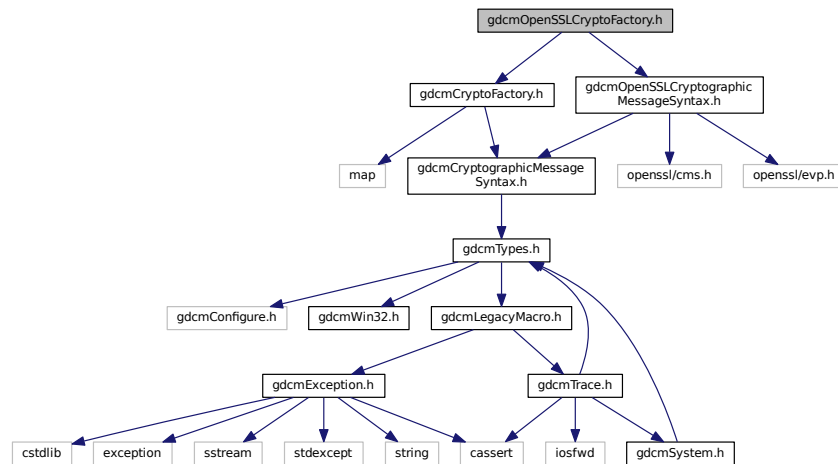 gdcmOpenSSLCryptoFactory.h
gdcmCryptoFactory.h
gdcmOpenSSLCryptographic
MessageSyntax.h
map
gdcmCryptographicMessage
Syntax.h
openssl/cms.h
openssl/evp.h
gdcmTypes.h
gdcmConfigure.h
gdcmWin32.h
gdcmLegacyMacro.h
gdcmException.h
gdcmTrace.h
cstdlib
exception
sstream
stdexcept
string
cassert
iosfwd
gdcmSystem.h